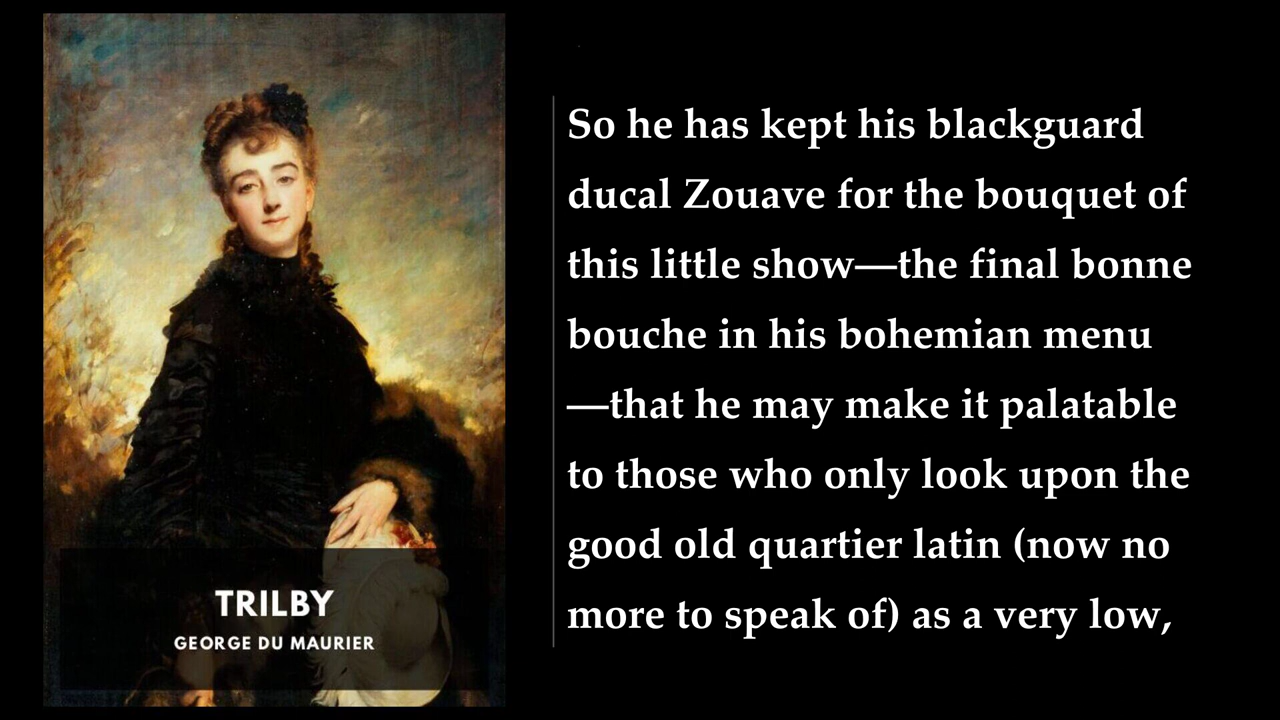 TRILBY
GEORGE DU MAURIER
So he has kept his blackguard
ducal Zouave for the bouquet of
this little show—the final bonne
bouche in his bohemian menu
—that he may make it palatable
to those who only look upon the
good old quartier latin (now no
more to speak of) as a very low,